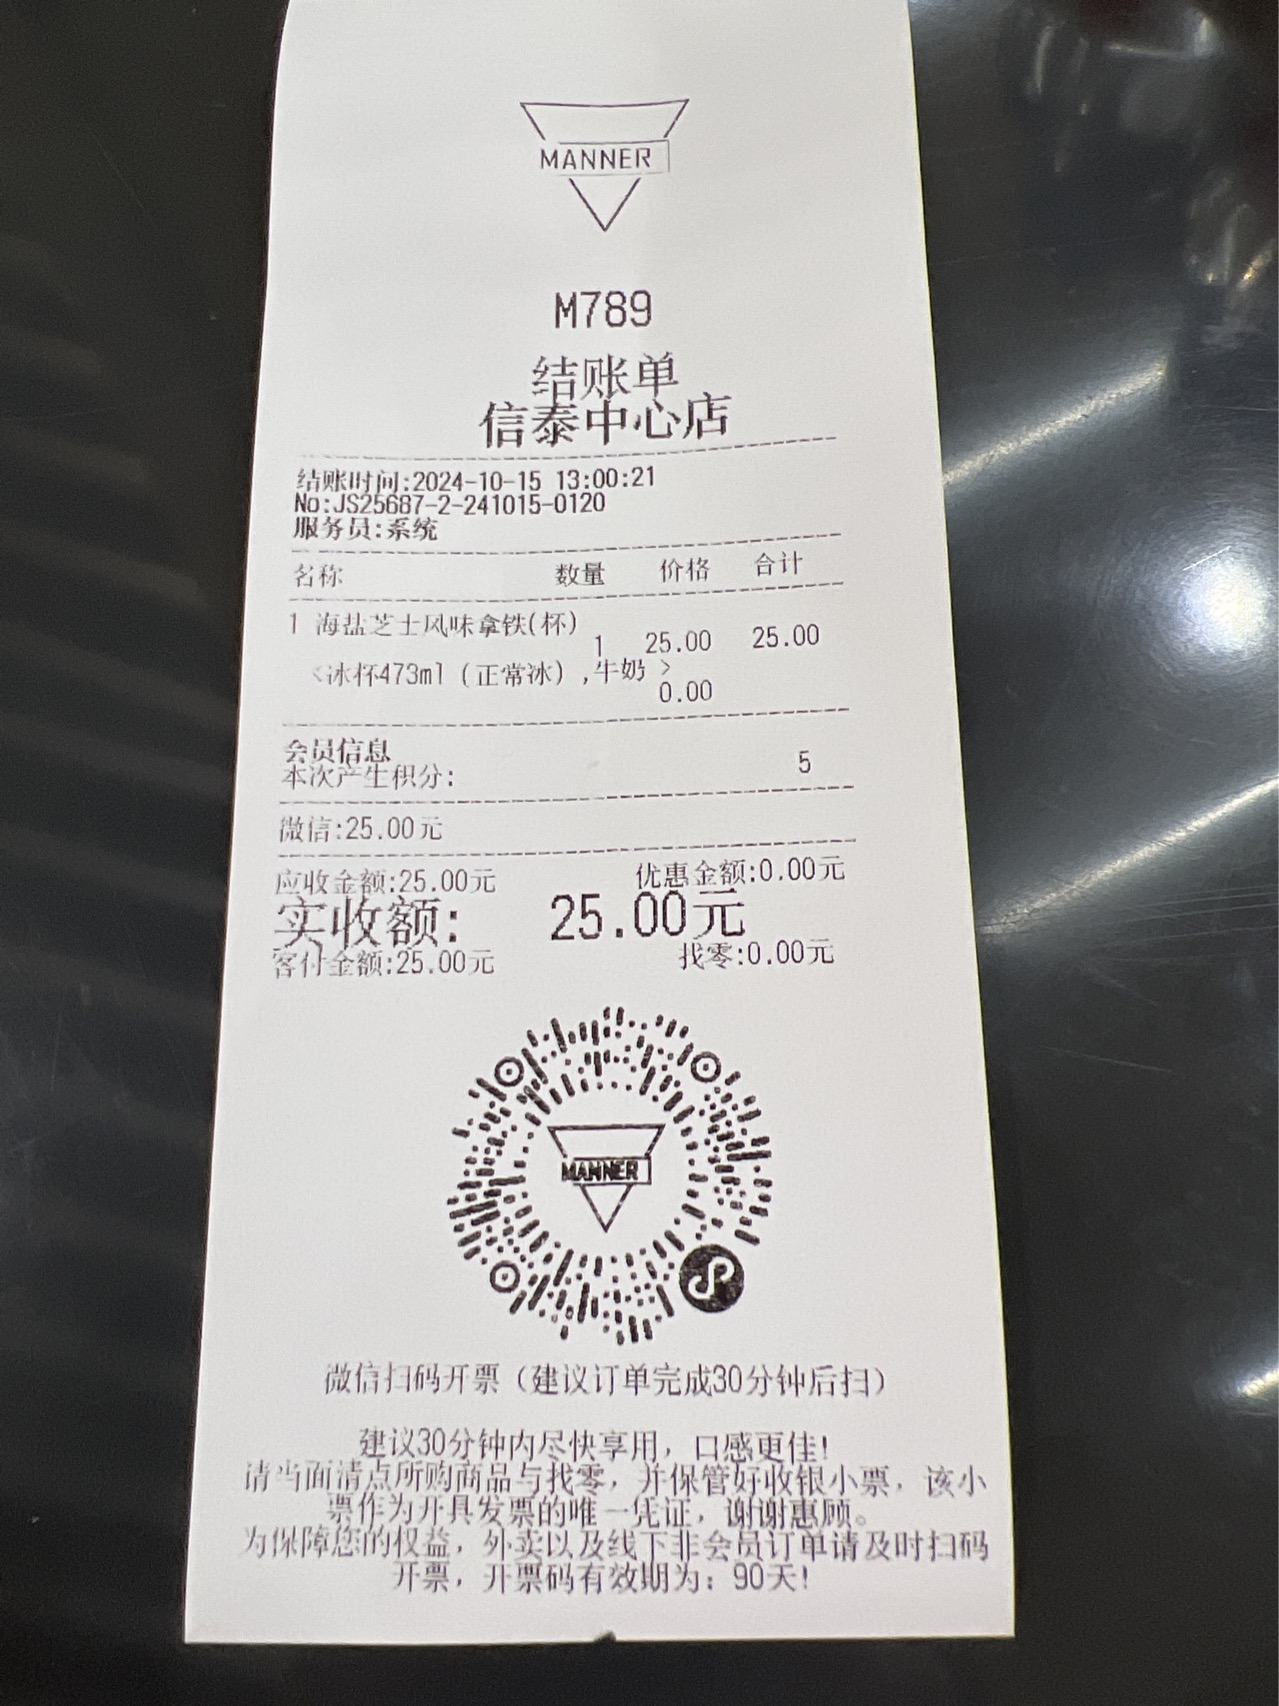 MANNER
M789
结账单
信泰中心店
结账时间:2024-10-15 13:00:21
No:JS25687-2-241015-0120
服务员:系统
名称 数量 价格 合计
1 海盐芝士风味拿铁(杯)
1 25.00 25.00
<冰杯473ml（正常冰）,牛奶 >
0.00
会员信息
本次产生积分: 5
微信:25.00元
应收金额:25.00元 优惠金额:0.00元
实收额: 25.00元
客付金额:25.00元 找零:0.00元
MANNER
微信扫码开票（建议订单完成30分钟后扫）
建议30分钟内尽快享用，口感更佳!
请当面清点所购商品与找零，并保管好收银小票，该小
票作为开具发票的唯一凭证，谢谢惠顾。
为保障您的权益，外卖以及线下非会员订单请及时扫码
开票，开票码有效期为：90天!